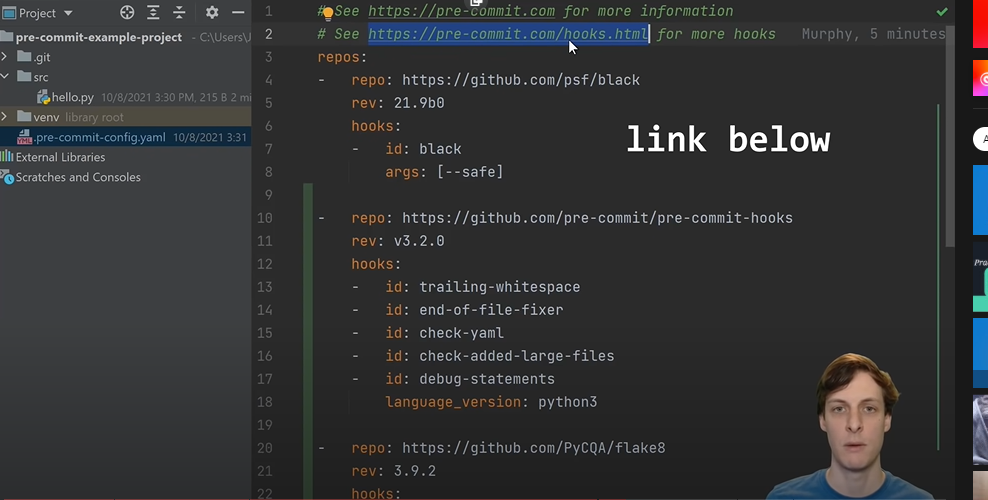 Project
pre-commit-example-project - C:\Users\
.git
src
hello.py 10/8/2021 3:30 PM, 215 B 2 mi
venv library root
.pre-commit-config.yaml 10/8/2021 3:31
External Libraries
Scratches and Consoles
1 # See https://pre-commit.com for more information
2 # See https://pre-commit.com/hooks.html for more hooks Murphy, 5 minutes
3 repos:
4 - repo: https://github.com/psf/black
5 rev: 21.9b0
6 hooks:
7 - id: black
8 args: [--safe]
9
10 - repo: https://github.com/pre-commit/pre-commit-hooks
11 rev: v3.2.0
12 hooks:
13 - id: trailing-whitespace
14 - id: end-of-file-fixer
15 - id: check-yaml
16 - id: check-added-large-files
17 - id: debug-statements
18 language_version: python3
19
20 - repo: https://github.com/PyCQA/flake8
21 rev: 3.9.2
22 hooks:
link below